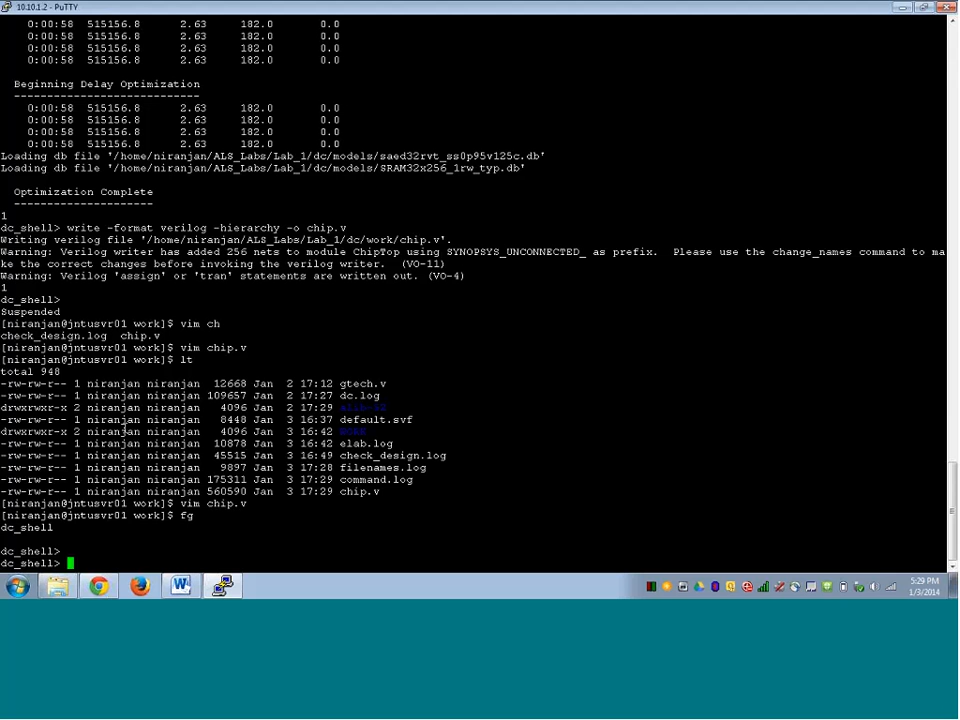 10.10.1.2 - PuTTY
0:00:58 515156.8 2.63 182.0 0.0
0:00:58 515156.8 2.63 182.0 0.0
0:00:58 515156.8 2.63 182.0 0.0
0:00:58 515156.8 2.63 182.0 0.0
Beginning Delay Optimization
----------------------------
0:00:58 515156.8 2.63 182.0 0.0
0:00:58 515156.8 2.63 182.0 0.0
0:00:58 515156.8 2.63 182.0 0.0
0:00:58 515156.8 2.63 182.0 0.0
Loading db file '/home/niranjan/ALS_Labs/Lab_1/dc/models/saed32rvt_ss0p95v125c.db'
Loading db file '/home/niranjan/ALS_Labs/Lab_1/dc/models/SRAM32x256_1rw_typ.db'
Optimization Complete
---------------------
1
dc_shell> write -format verilog -hierarchy -o chip.v
Writing verilog file '/home/niranjan/ALS_Labs/Lab_1/dc/work/chip.v'.
Warning: Verilog writer has added 256 nets to module ChipTop using SYNOPSYS_UNCONNECTED_ as prefix.  Please use the change_names command to ma
ke the correct changes before invoking the verilog writer.  (VO-11)
Warning: Verilog 'assign' or 'tran' statements are written out. (VO-4)
1
dc_shell>
Suspended
[niranjan@jntusvr01 work]$ vim ch
check_design.log  chip.v
[niranjan@jntusvr01 work]$ vim chip.v
[niranjan@jntusvr01 work]$ lt
total 948
-rw-rw-r-- 1 niranjan niranjan  12668 Jan  2 17:12 gtech.v
-rw-rw-r-- 1 niranjan niranjan 109657 Jan  2 17:27 dc.log
drwxrwxr-x 2 niranjan niranjan   4096 Jan  2 17:29
-rw-rw-r-- 1 niranjan niranjan   8448 Jan  3 16:37 default.svf
drwxrwxr-x 2 niranjan niranjan   4096 Jan  3 16:42
-rw-rw-r-- 1 niranjan niranjan  10878 Jan  3 16:42 elab.log
-rw-rw-r-- 1 niranjan niranjan  45515 Jan  3 16:49 check_design.log
-rw-rw-r-- 1 niranjan niranjan   9897 Jan  3 17:28 filenames.log
-rw-rw-r-- 1 niranjan niranjan 175311 Jan  3 17:29 command.log
-rw-rw-r-- 1 niranjan niranjan 560590 Jan  3 17:29 chip.v
[niranjan@jntusvr01 work]$ vim chip.v
[niranjan@jntusvr01 work]$ fg
dc_shell
dc_shell>
dc_shell>
5:29 PM
1/3/2014